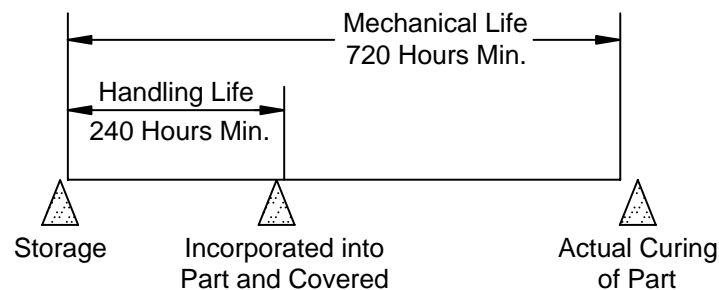 Mechanical Life
720 Hours Min.
Handling Life
240 Hours Min.
Storage
Incorporated into
Part and Covered
Actual Curing
of Part